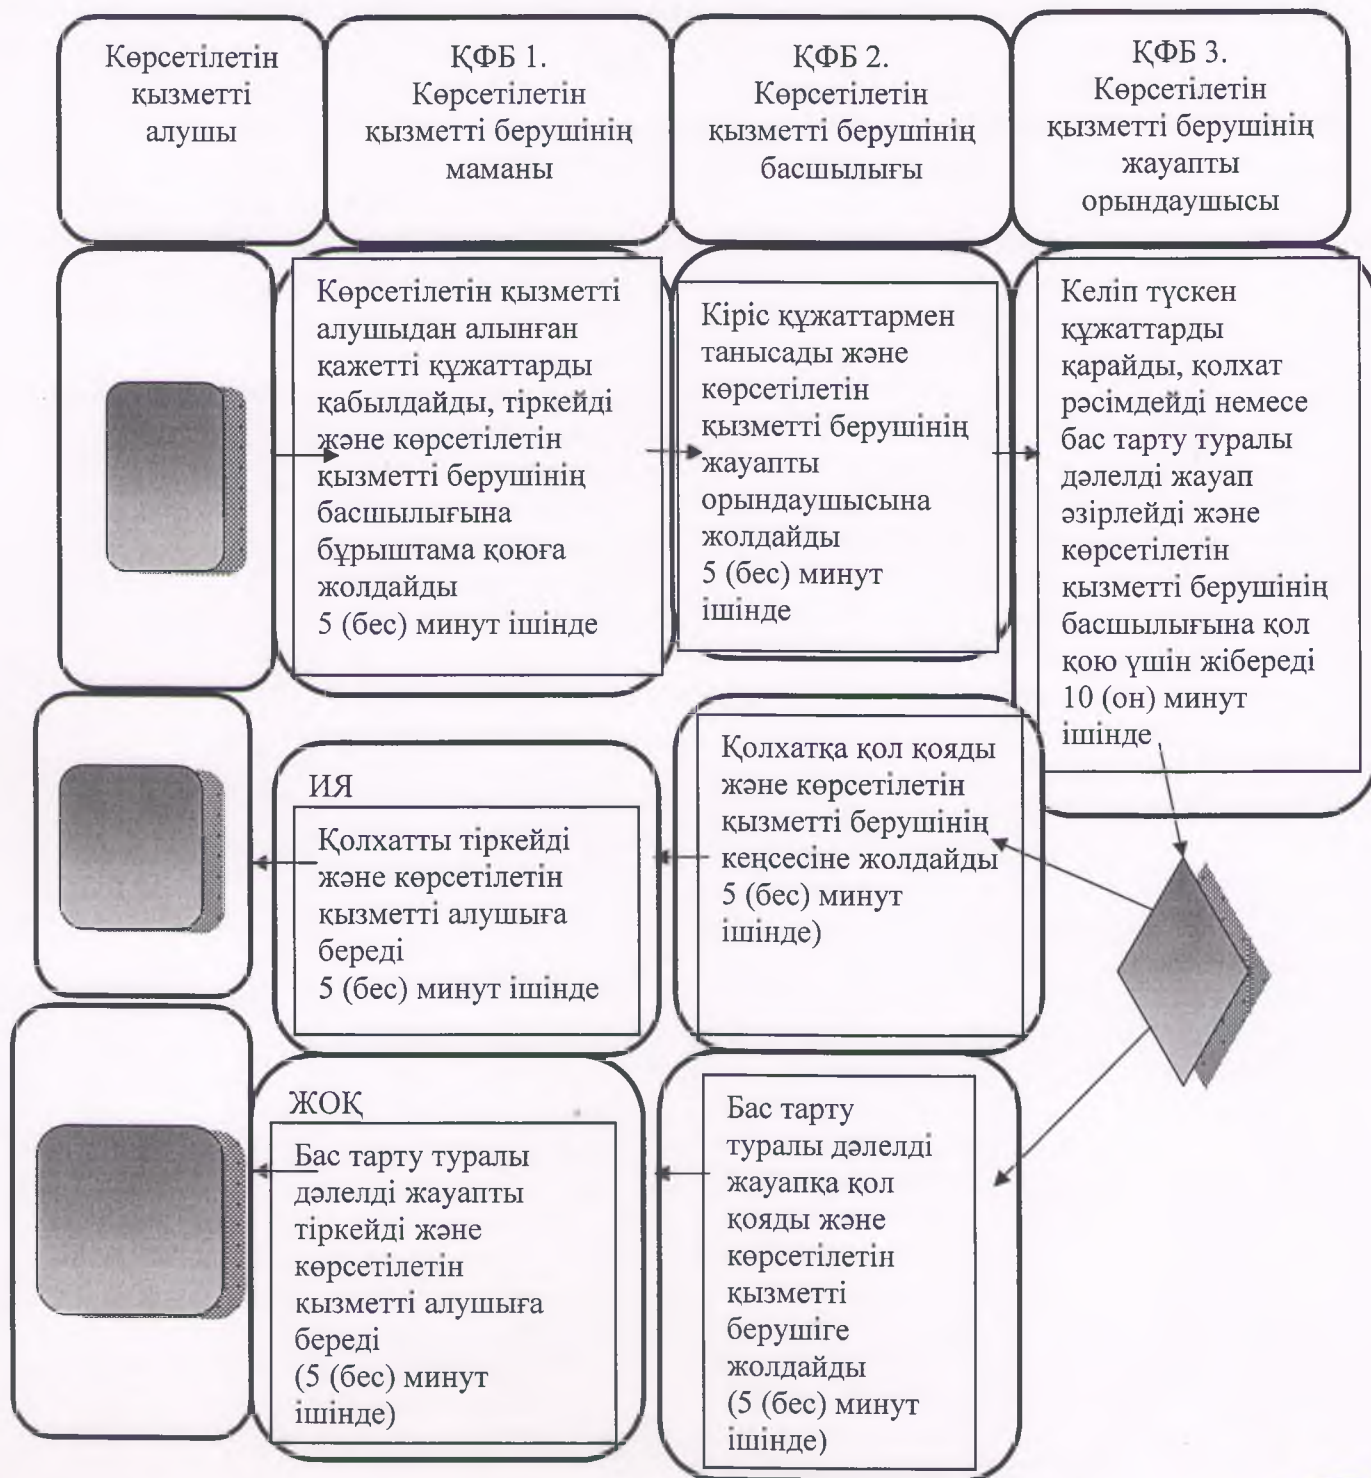 Көрсетілетін
қызметті
алушы
ҚФБ 1.
Көрсетілетін
қызметті берушінің
маманы
ҚФБ 2.
Көрсетілетін
қызметті берушінің
басшылығы
ҚФБ 3.
Көрсетілетін
қызметті берушінің
жауапты
орындаушысы
Көрсетілетін қызметті
алушыдан алынған
қажетті құжаттарды
қабылдайды, тіркейді
және көрсетілетін
қызметті берушінің
басшылығына
бұрыштама қоюға
жолдайды
5 (бес) минут ішінде
Кіріс құжаттармен
танысады және
көрсетілетін
қызметті берушінің
жауапты
орындаушысына
жолдайды
5 (бес) минут
ішінде
Келіп түскен
құжаттарды
қарайды, қолхат
рәсімдейді немесе
бас тарту туралы
дәлелді жауап
әзірлейді және
көрсетілетін
қызметті берушінің
басшылығына қол
қою үшін жібереді
10 (он) минут
ішінде
ИЯ
Қолхатты тіркейді
және көрсетілетін
қызметті алушыға
береді
5 (бес) минут ішінде
Қолхатқа қол қояды
және көрсетілетін
қызметті берушінің
кеңсесіне жолдайды
5 (бес) минут
ішінде)
ЖОҚ
Бас тарту туралы
дәлелді жауапты
тіркейді және
көрсетілетін
қызметті алушыға
береді
(5 (бес) минут
ішінде)
Бас тарту
туралы дәлелді
жауапқа қол
қояды және
көрсетілетін
қызметті
берушіге
жолдайды
(5 (бес) минут
ішінде)